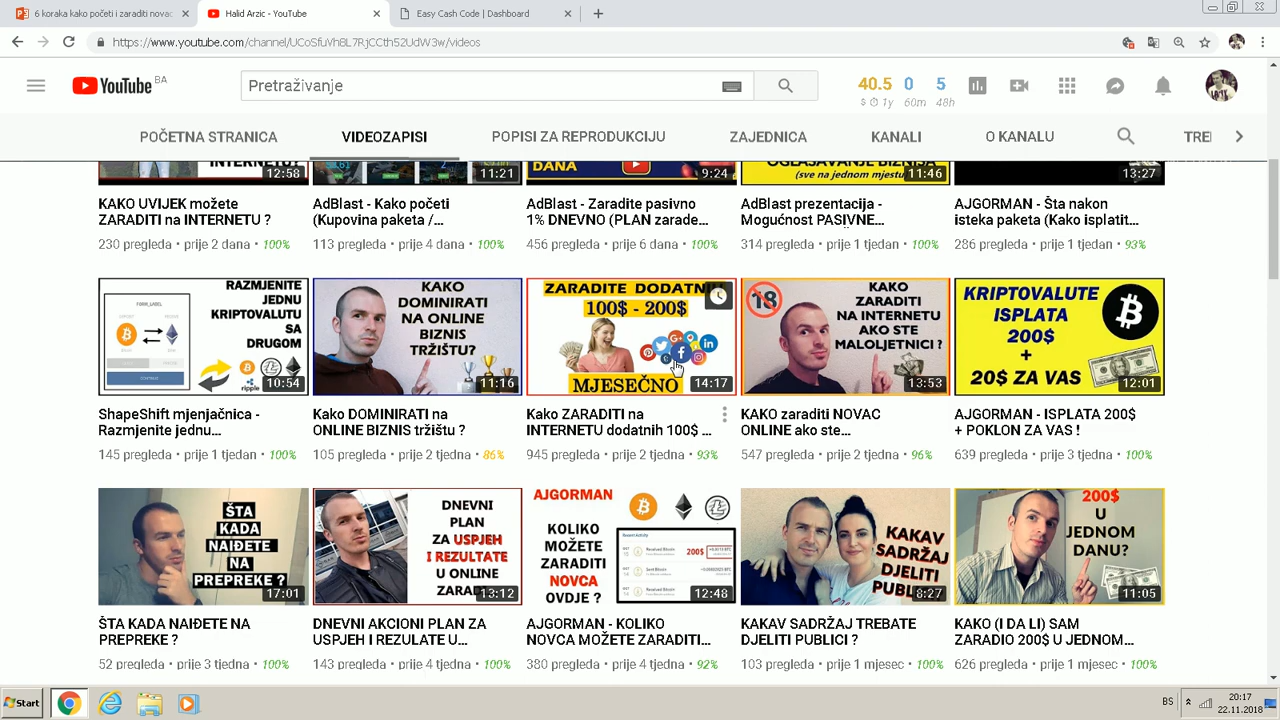 6 koraka kako početi i zaraditi novac
Halid Arzic - YouTube
Easy Cash Code | Dashboard
https://www.youtube.com/channel/UCoSfuVh8L7RjCCth52UdW3w/videos
YouTube BA
Pretraživanje
40.5 0 5
1y 60m 48h
POČETNA STRANICA VIDEOZAPISI POPISI ZA REPRODUKCIJU ZAJEDNICA KANALI O KANALU
INTERNETU?
12:58
11:21
9:24
OGLAŠAVANJE BIZNISA
(sve na jednom mjestu)
11:46
13:27
KAKO UVIJEK možete
ZARADITI na INTERNETU ?
230 pregleda • prije 2 dana • 100%
AdBlast - Kako početi
(Kupovina paketa /...
113 pregleda • prije 4 dana • 100%
AdBlast - Zaradite pasivno
1% DNEVNO (PLAN zarade...
456 pregleda • prije 6 dana • 100%
AdBlast prezentacija -
Mogućnost PASIVNE...
314 pregleda • prije 1 tjedan • 100%
AJGORMAN - Šta nakon
isteka paketa (Kako isplatit...
286 pregleda • prije 1 tjedan • 93%
RAZMJENITE
JEDNU
KRIPTOVALUTU
SA
DRUGOM
ripple
10:54
KAKO
DOMINIRATI
NA ONLINE
BIZNIS
TRŽIŠTU?
11:16
ZARADITE DODATNIH
100$ - 200$
MJESEČNO
14:17
18
KAKO
ZARADITI
NA INTERNETU
AKO STE
MALOLJETNICI ?
13:53
KRIPTOVALUTE
ISPLATA
200$
+
20$ ZA VAS
12:01
ShapeShift mjenjačnica -
Razmjenite jednu...
145 pregleda • prije 1 tjedan • 100%
Kako DOMINIRATI na
ONLINE BIZNIS tržištu ?
105 pregleda • prije 2 tjedna • 86%
Kako ZARADITI na
INTERNETU dodatnih 100$ ...
945 pregleda • prije 2 tjedna • 93%
KAKO zaraditi NOVAC
ONLINE ako ste...
547 pregleda • prije 2 tjedna • 96%
AJGORMAN - ISPLATA 200$
+ POKLON ZA VAS !
639 pregleda • prije 3 tjedna • 100%
ŠTA
KADA
NAIĐETE
NA
PREPREKE ?
17:01
DNEVNI
PLAN
ZA USPJEH
I REZULTATE
U ONLINE
13:12
AJGORMAN
KOLIKO
MOŽETE
ZARADITI
NOVCA
OVDJE ?
200$
12:48
KAKAV
SADRŽAJ
DJELITI
8:27
200$
U
JEDNOM
DANU?
11:05
ŠTA KADA NAIĐETE NA
PREPREKE ?
52 pregleda • prije 3 tjedna • 100%
DNEVNI AKCIONI PLAN ZA
USPJEH I REZULATE U...
143 pregleda • prije 4 tjedna • 100%
AJGORMAN - KOLIKO
NOVCA MOŽETE ZARADITI...
380 pregleda • prije 4 tjedna • 92%
KAKAV SADRŽAJ TREBATE
DJELITI PUBLICI ?
103 pregleda • prije 1 mjesec • 100%
KAKO (I DA LI) SAM
ZARADIO 200$ U JEDNOM...
626 pregleda • prije 1 mjesec • 100%
Start
BS
20:17
22.11.2018